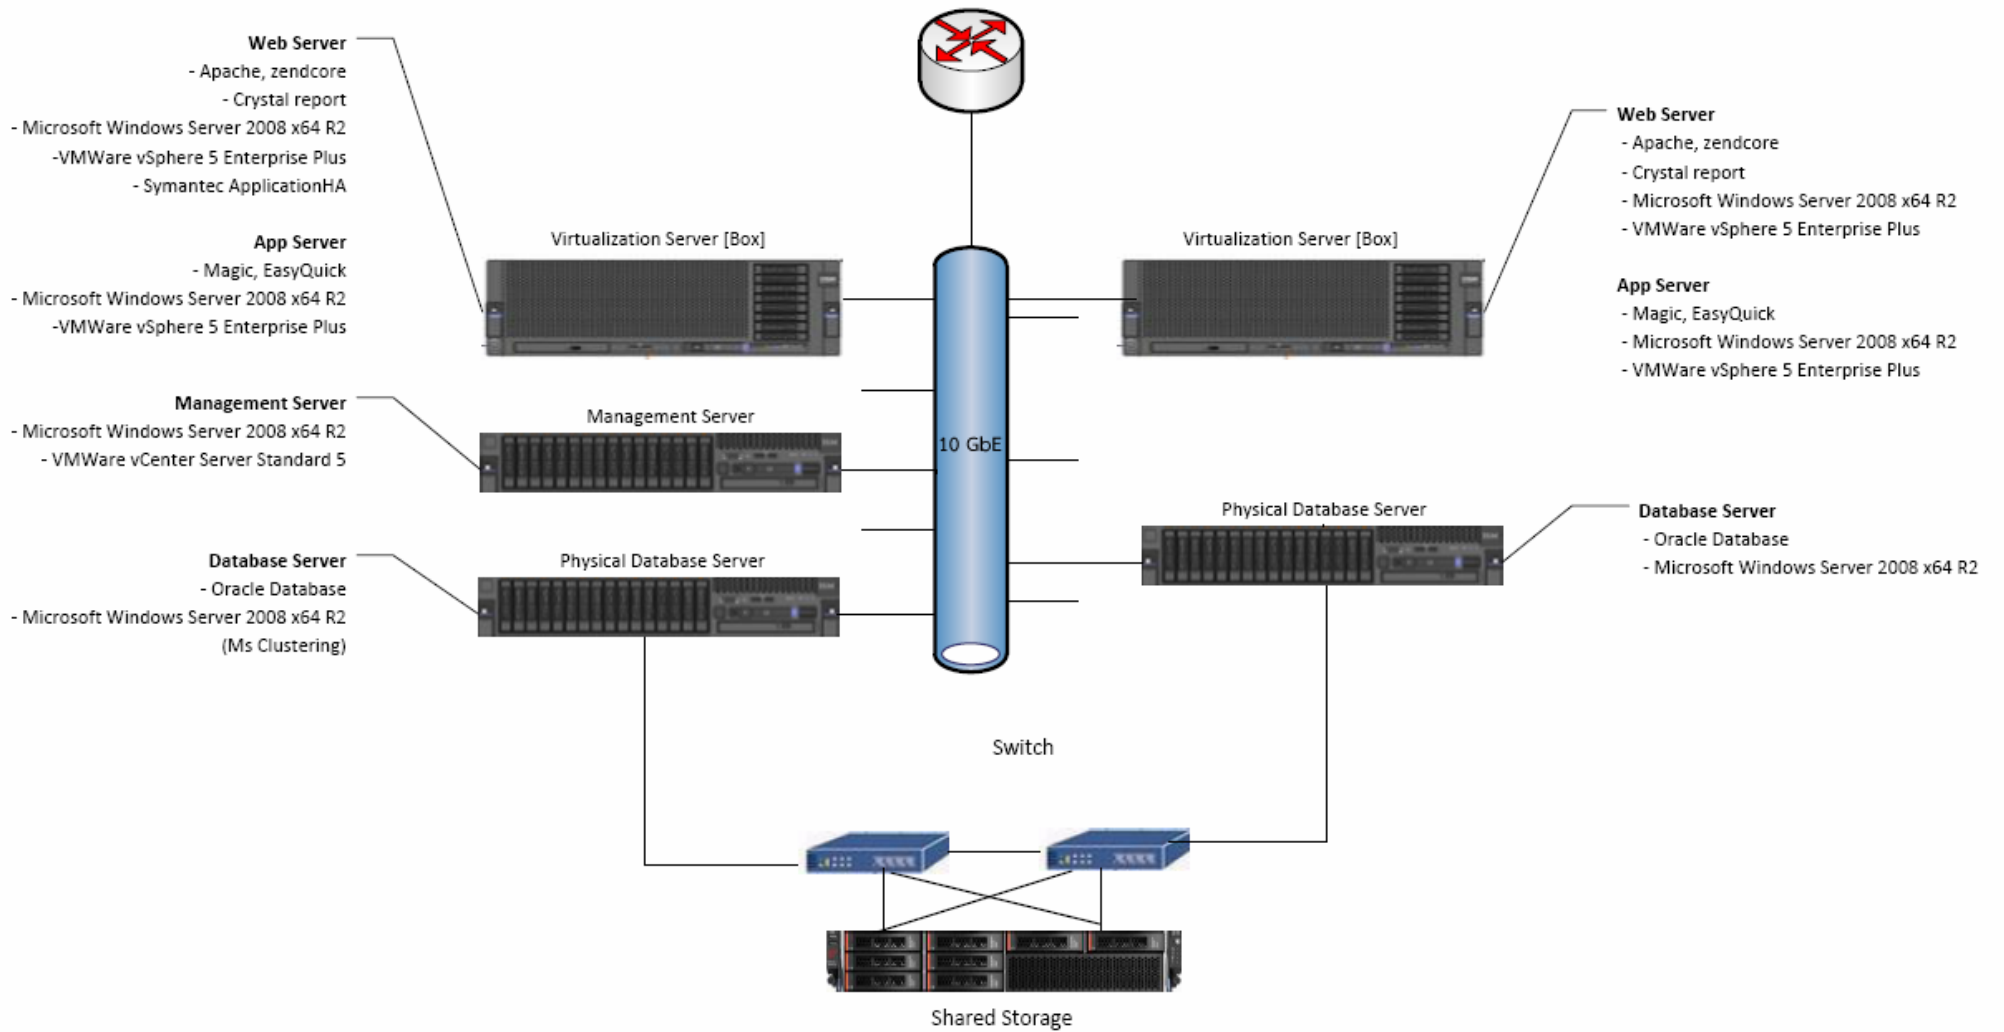 Web Server
- Apache, zendcore
- Crystal report
- Microsoft Windows Server 2008 x64 R2
-VMWare vSphere 5 Enterprise Plus
- Symantec ApplicationHA
App Server
- Magic, EasyQuick
- Microsoft Windows Server 2008 x64 R2
-VMWare vSphere 5 Enterprise Plus
Management Server
- Microsoft Windows Server 2008 x64 R2
- VMWare vCenter Server Standard 5
Database Server
- Oracle Database
- Microsoft Windows Server 2008 x64 R2
(Ms Clustering)
Virtualization Server [Box]
Management Server
Physical Database Server
10 GbE
Virtualization Server [Box]
Physical Database Server
Web Server
- Apache, zendcore
- Crystal report
- Microsoft Windows Server 2008 x64 R2
- VMWare vSphere 5 Enterprise Plus
App Server
- Magic, EasyQuick
- Microsoft Windows Server 2008 x64 R2
- VMWare vSphere 5 Enterprise Plus
Database Server
- Oracle Database
- Microsoft Windows Server 2008 x64 R2
Switch
Shared Storage